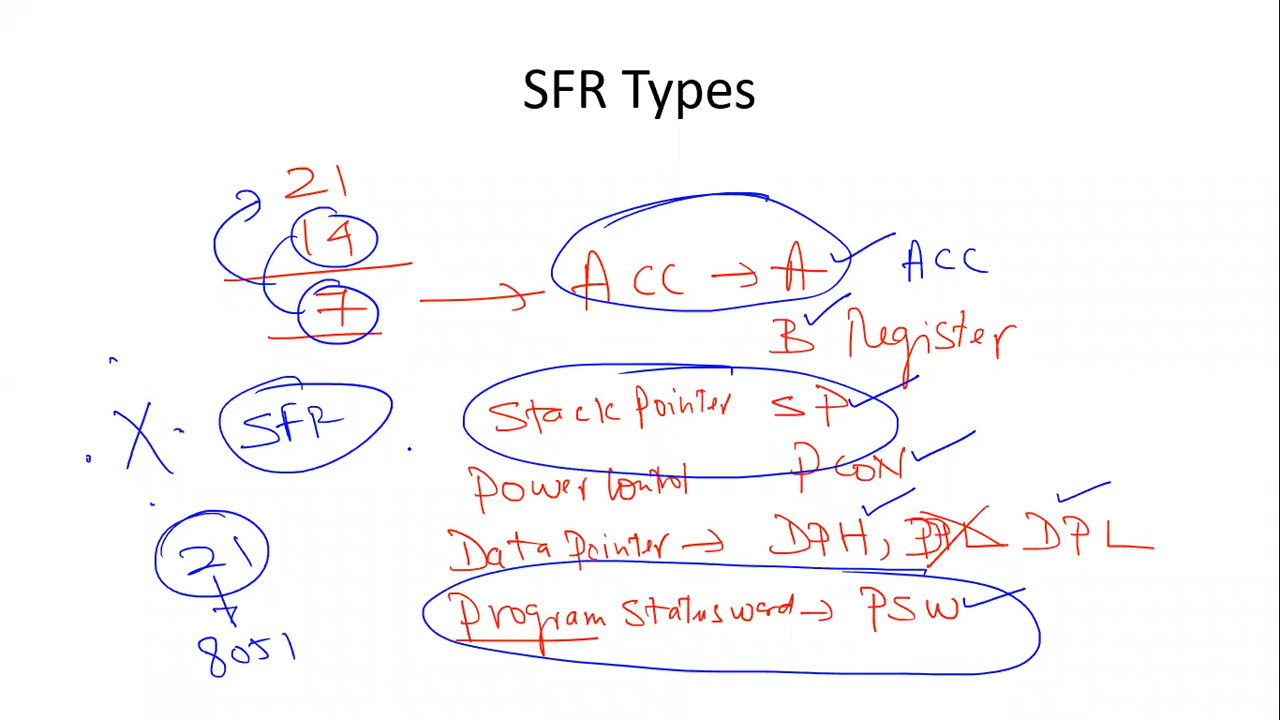 SFR Types
21
14
7
ACC → A ACC
B Register
SFR
Stack Pointer SP
Power Control PCON
Data Pointer → DPH, DPL DPL
21
8051
Program Status word → PSW